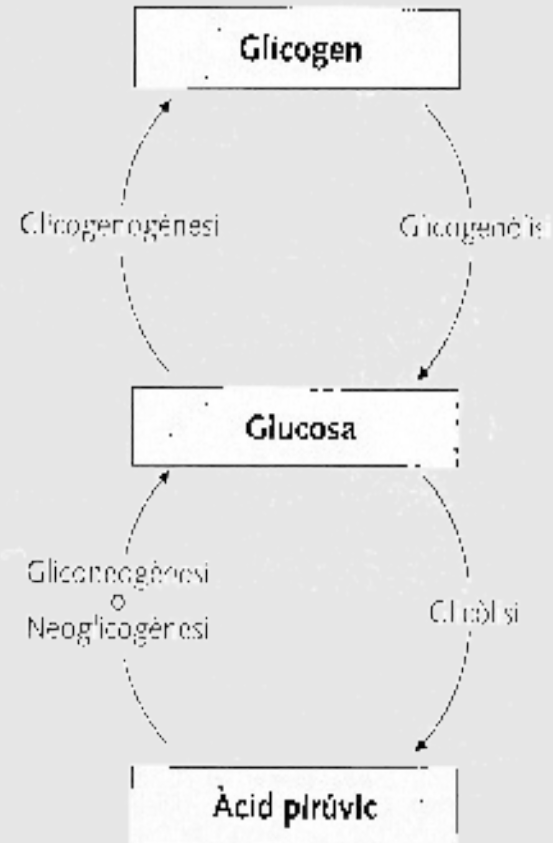 Glicogen
Glicogenogènesi
Glicogenòlisi
Glucosa
Gliconeogènesi
o
Neoglicogènesi
Glicòlisi
Àcid pirúvic